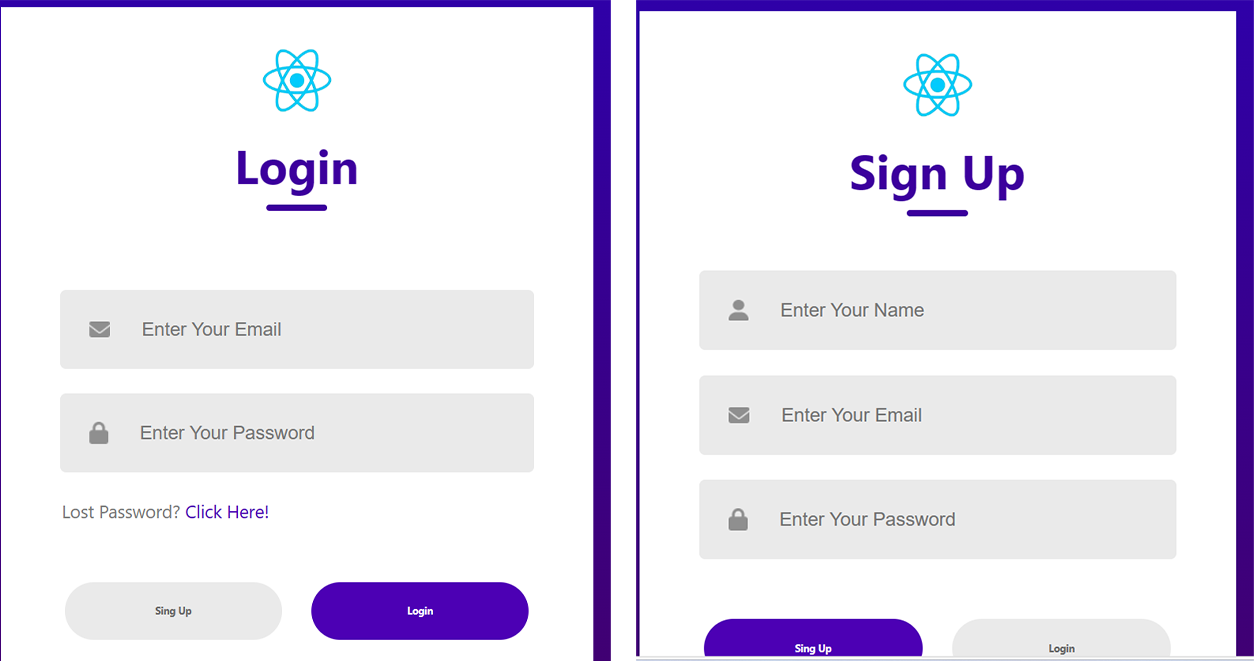 Login
Enter Your Email
Enter Your Password
Lost Password? Click Here!
Sing Up
Login
Sign Up
Enter Your Name
Enter Your Email
Enter Your Password
Sing Up
Login